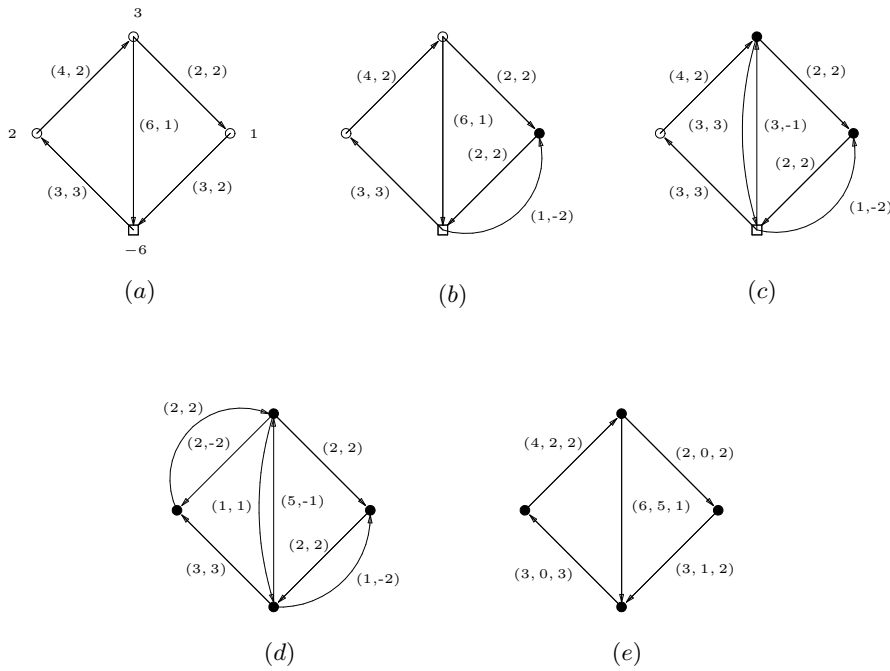 3
(4, 2) (2, 2)
2 (6, 1) 1
(3, 3) (3, 2)
−6
(a)
(4, 2) (2, 2)
(6, 1)
(2, 2)
(3, 3)
(1,-2)
(b)
(4, 2) (2, 2)
(3, 3) (3,-1)
(2, 2)
(3, 3)
(1,-2)
(c)
(2, 2)
(2,-2) (2, 2)
(1, 1) (5,-1)
(2, 2)
(3, 3)
(1,-2)
(d)
(4, 2, 2) (2, 0, 2)
(6, 5, 1)
(3, 0, 3) (3, 1, 2)
(e)